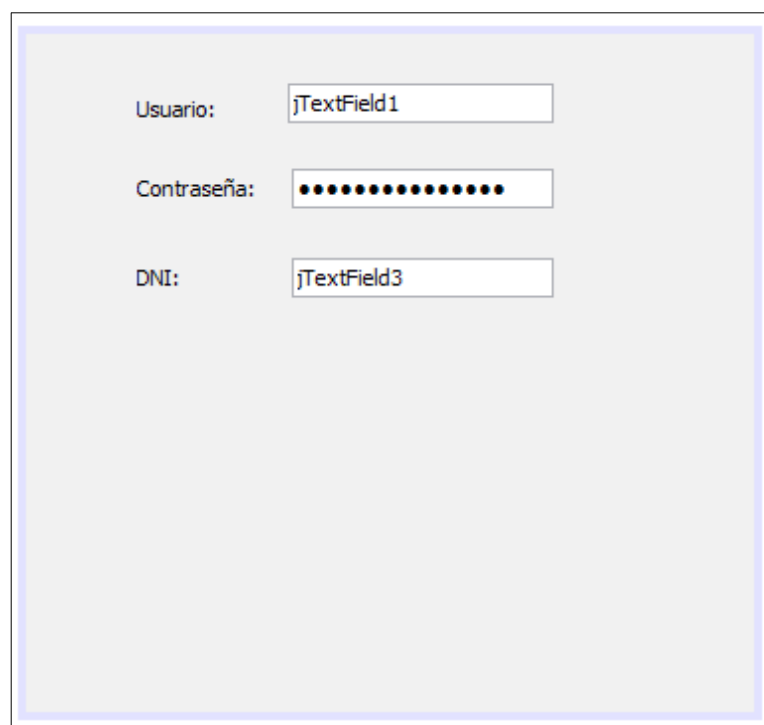 Usuario: jTextField1
Contraseña: •••••••••••••••
DNI: jTextField3